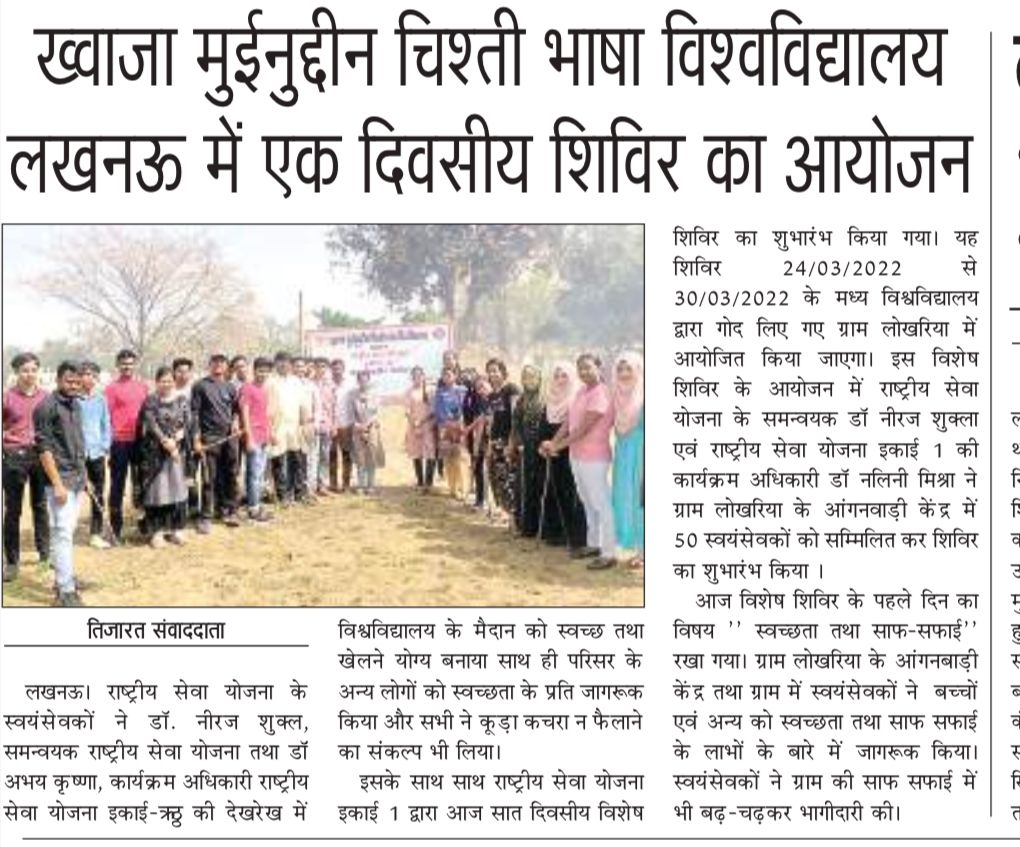 ख्वाजा मुईनुद्दीन चिश्ती भाषा विश्वविद्यालय
लखनऊ में एक दिवसीय शिविर का आयोजन
तिजारत संवाददाता
लखनऊ। राष्ट्रीय सेवा योजना के
स्वयंसेवकों ने डॉ. नीरज शुक्ल,
समन्वयक राष्ट्रीय सेवा योजना तथा डॉ
अभय कृष्णा, कार्यक्रम अधिकारी राष्ट्रीय
सेवा योजना इकाई- की देखरेख में
विश्वविद्यालय के मैदान को स्वच्छ तथा
खेलने योग्य बनाया साथ ही परिसर के
अन्य लोगों को स्वच्छता के प्रति जागरूक
किया और सभी ने कूड़ा कचरा न फैलाने
का संकल्प भी लिया।
इसके साथ साथ राष्ट्रीय सेवा योजना
इकाई 1 द्वारा आज सात दिवसीय विशेष
शिविर का शुभारंभ किया गया। यह
शिविर 24/03/2022 से
30/03/2022 के मध्य विश्वविद्यालय
द्वारा गोद लिए गए ग्राम लोखरिया में
आयोजित किया जाएगा। इस विशेष
शिविर के आयोजन में राष्ट्रीय सेवा
योजना के समन्वयक डॉ नीरज शुक्ला
एवं राष्ट्रीय सेवा योजना इकाई 1 की
कार्यक्रम अधिकारी डॉ नलिनी मिश्रा ने
ग्राम लोखरिया के आंगनवाड़ी केंद्र में
50 स्वयंसेवकों को सम्मिलित कर शिविर
का शुभारंभ किया ।
आज विशेष शिविर के पहले दिन का
विषय '' स्वच्छता तथा साफ-सफाई''
रखा गया। ग्राम लोखरिया के आंगनबाड़ी
केंद्र तथा ग्राम में स्वयंसेवकों ने बच्चों
एवं अन्य को स्वच्छता तथा साफ सफाई
के लाभों के बारे में जागरूक किया।
स्वयंसेवकों ने ग्राम की साफ सफाई में
भी बढ़-चढ़कर भागीदारी की।